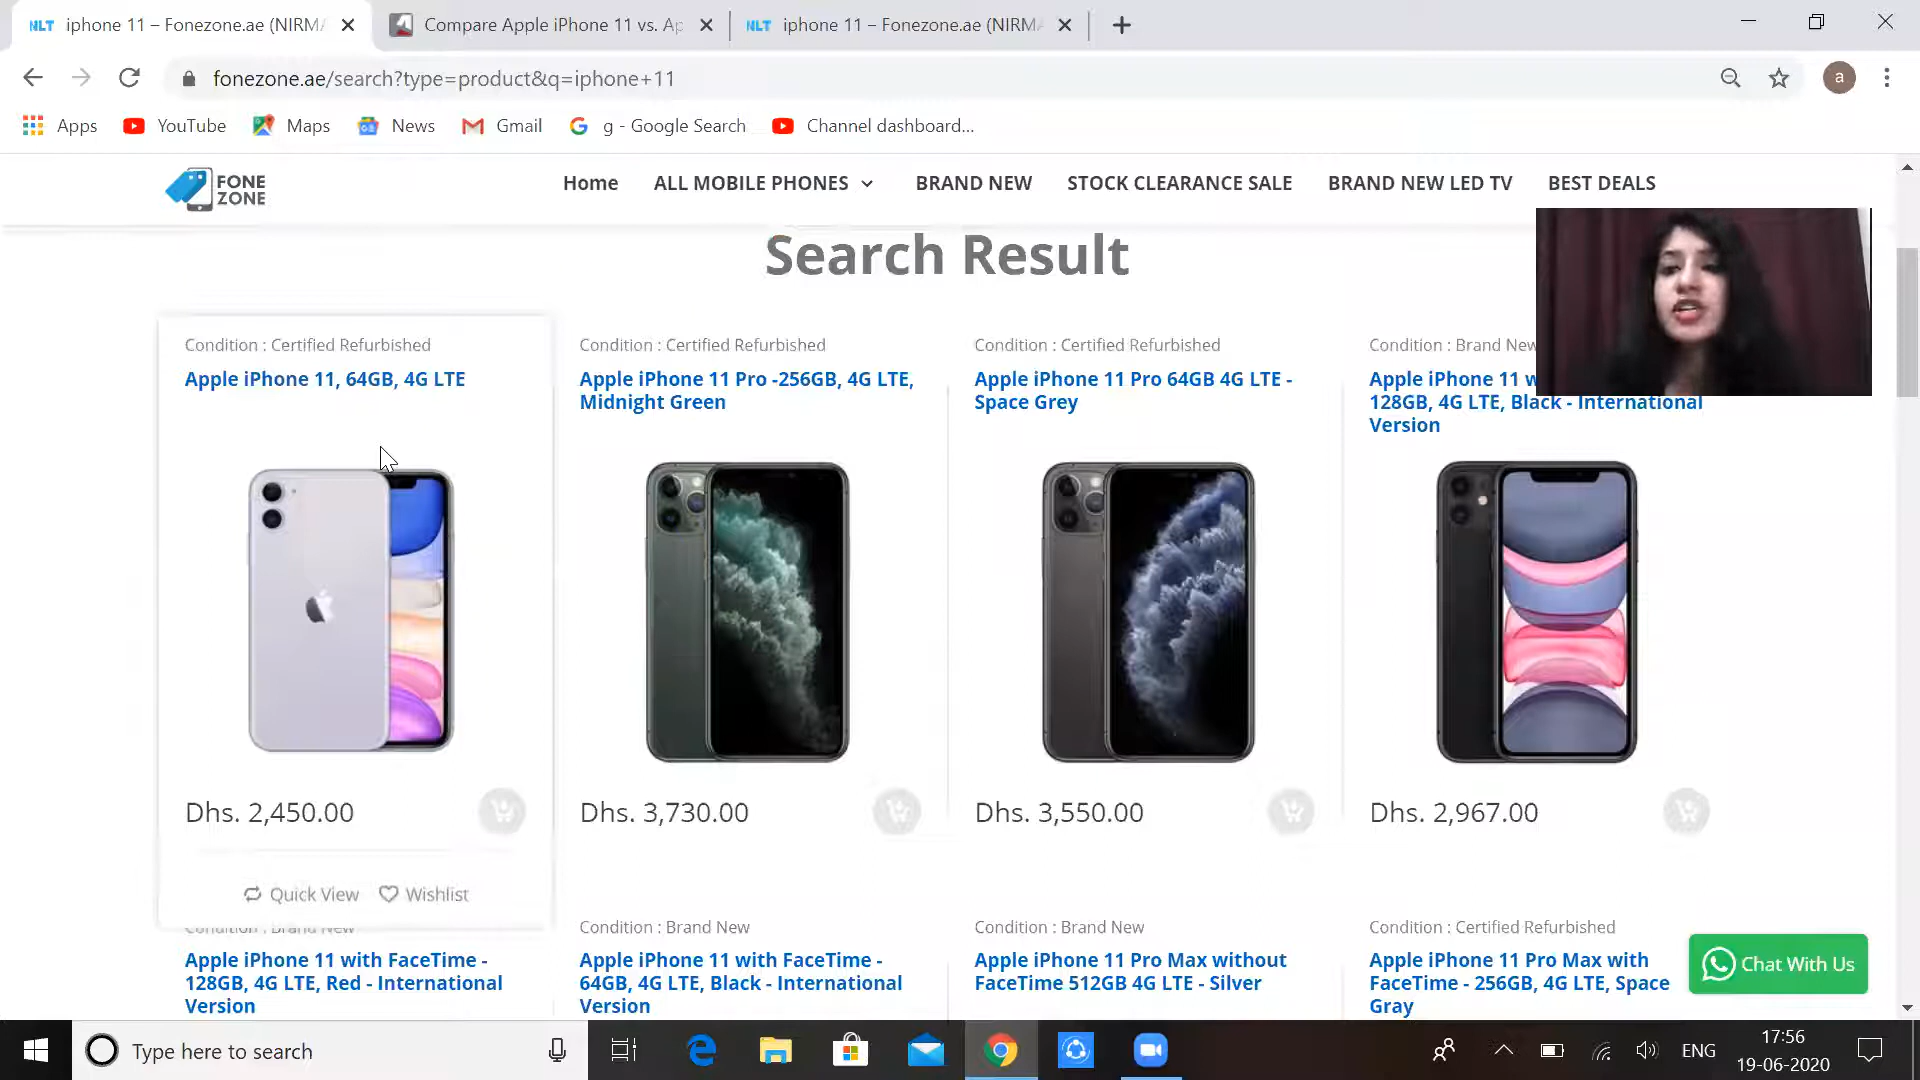 NLT iphone 11 – Fonezone.ae (NIRMA
Compare Apple iPhone 11 vs. Ap
NLT iphone 11 – Fonezone.ae (NIRMA
fonezone.ae/search?type=product&q=iphone+11
a
Apps YouTube Maps News Gmail g - Google Search Channel dashboard...
FONE ZONE
Home ALL MOBILE PHONES BRAND NEW STOCK CLEARANCE SALE BRAND NEW LED TV BEST DEALS
Search Result
Condition : Certified Refurbished
Apple iPhone 11, 64GB, 4G LTE
Dhs. 2,450.00
Quick View Wishlist
Condition : Certified Refurbished
Apple iPhone 11 Pro -256GB, 4G LTE,
Midnight Green
Dhs. 3,730.00
Condition : Certified Refurbished
Apple iPhone 11 Pro 64GB 4G LTE -
Space Grey
Dhs. 3,550.00
Condition : Brand New
Apple iPhone 11 w
128GB, 4G LTE, Black - International
Version
Dhs. 2,967.00
Condition : Brand New
Apple iPhone 11 with FaceTime -
128GB, 4G LTE, Red - International
Version
Condition : Brand New
Apple iPhone 11 with FaceTime -
64GB, 4G LTE, Black - International
Version
Condition : Brand New
Apple iPhone 11 Pro Max without
FaceTime 512GB 4G LTE - Silver
Condition : Certified Refurbished
Apple iPhone 11 Pro Max with
FaceTime - 256GB, 4G LTE, Space
Gray
Chat With Us
Type here to search
ENG
17:56
19-06-2020